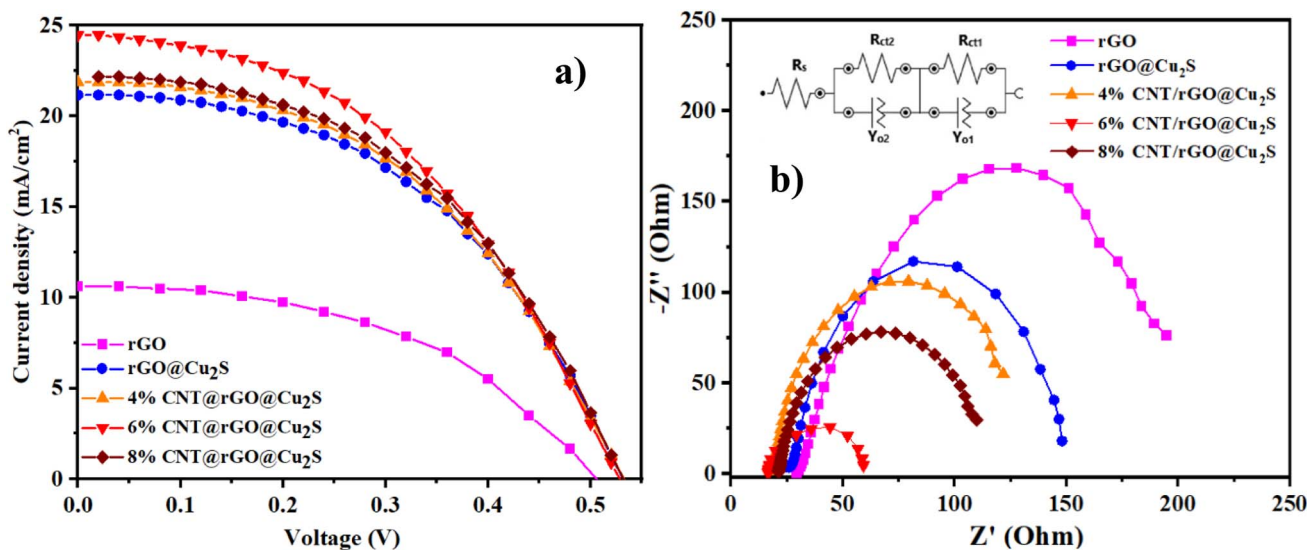 a)
25
20
15
10
5
0
Current density (mA/cm²)
rGO
rGO@Cu₂S
4% CNT@rGO@Cu₂S
6% CNT@rGO@Cu₂S
8% CNT@rGO@Cu₂S
0.0 0.1 0.2 0.3 0.4 0.5
Voltage (V)
b)
-250
-200
-150
-100
-50
0
-Z'' (Ohm)
Rs
Rct2
Rct1
Yo2
Yo1
rGO
rGO@Cu₂S
4% CNT/rGO@Cu₂S
6% CNT/rGO@Cu₂S
8% CNT/rGO@Cu₂S
0 50 100 150 200 250
Z' (Ohm)